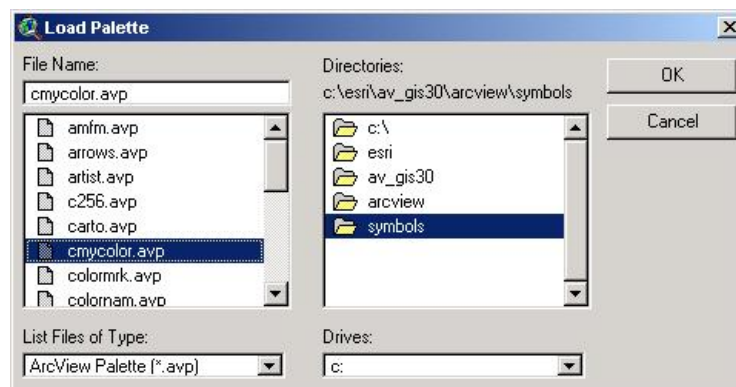 Load Palette
File Name:
cmycolor.avp
amfm.avp
arrows.avp
artist.avp
c256.avp
carto.avp
cmycolor.avp
colormrk.avp
colornam.avp
List Files of Type:
ArcView Palette (*.avp)
Directories:
c:\esri\av_gis30\arcview\symbols
c:\
esri
av_gis30
arcview
symbols
Drives:
c:
OK
Cancel